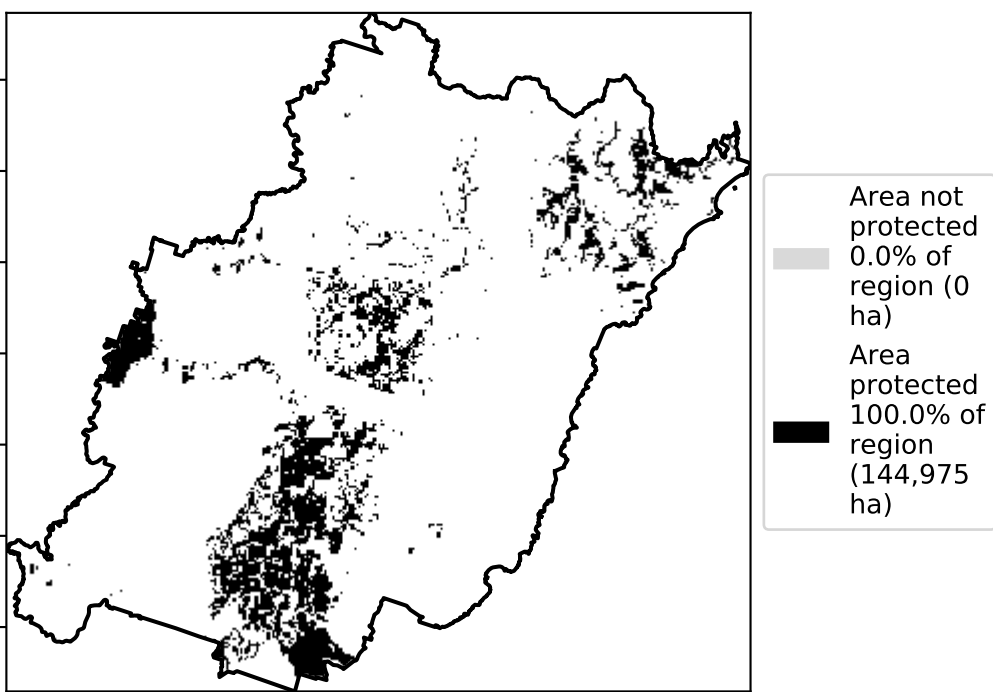 Area not
protected
0.0% of
region (0
ha)
Area
protected
100.0% of
region
(144,975
ha)